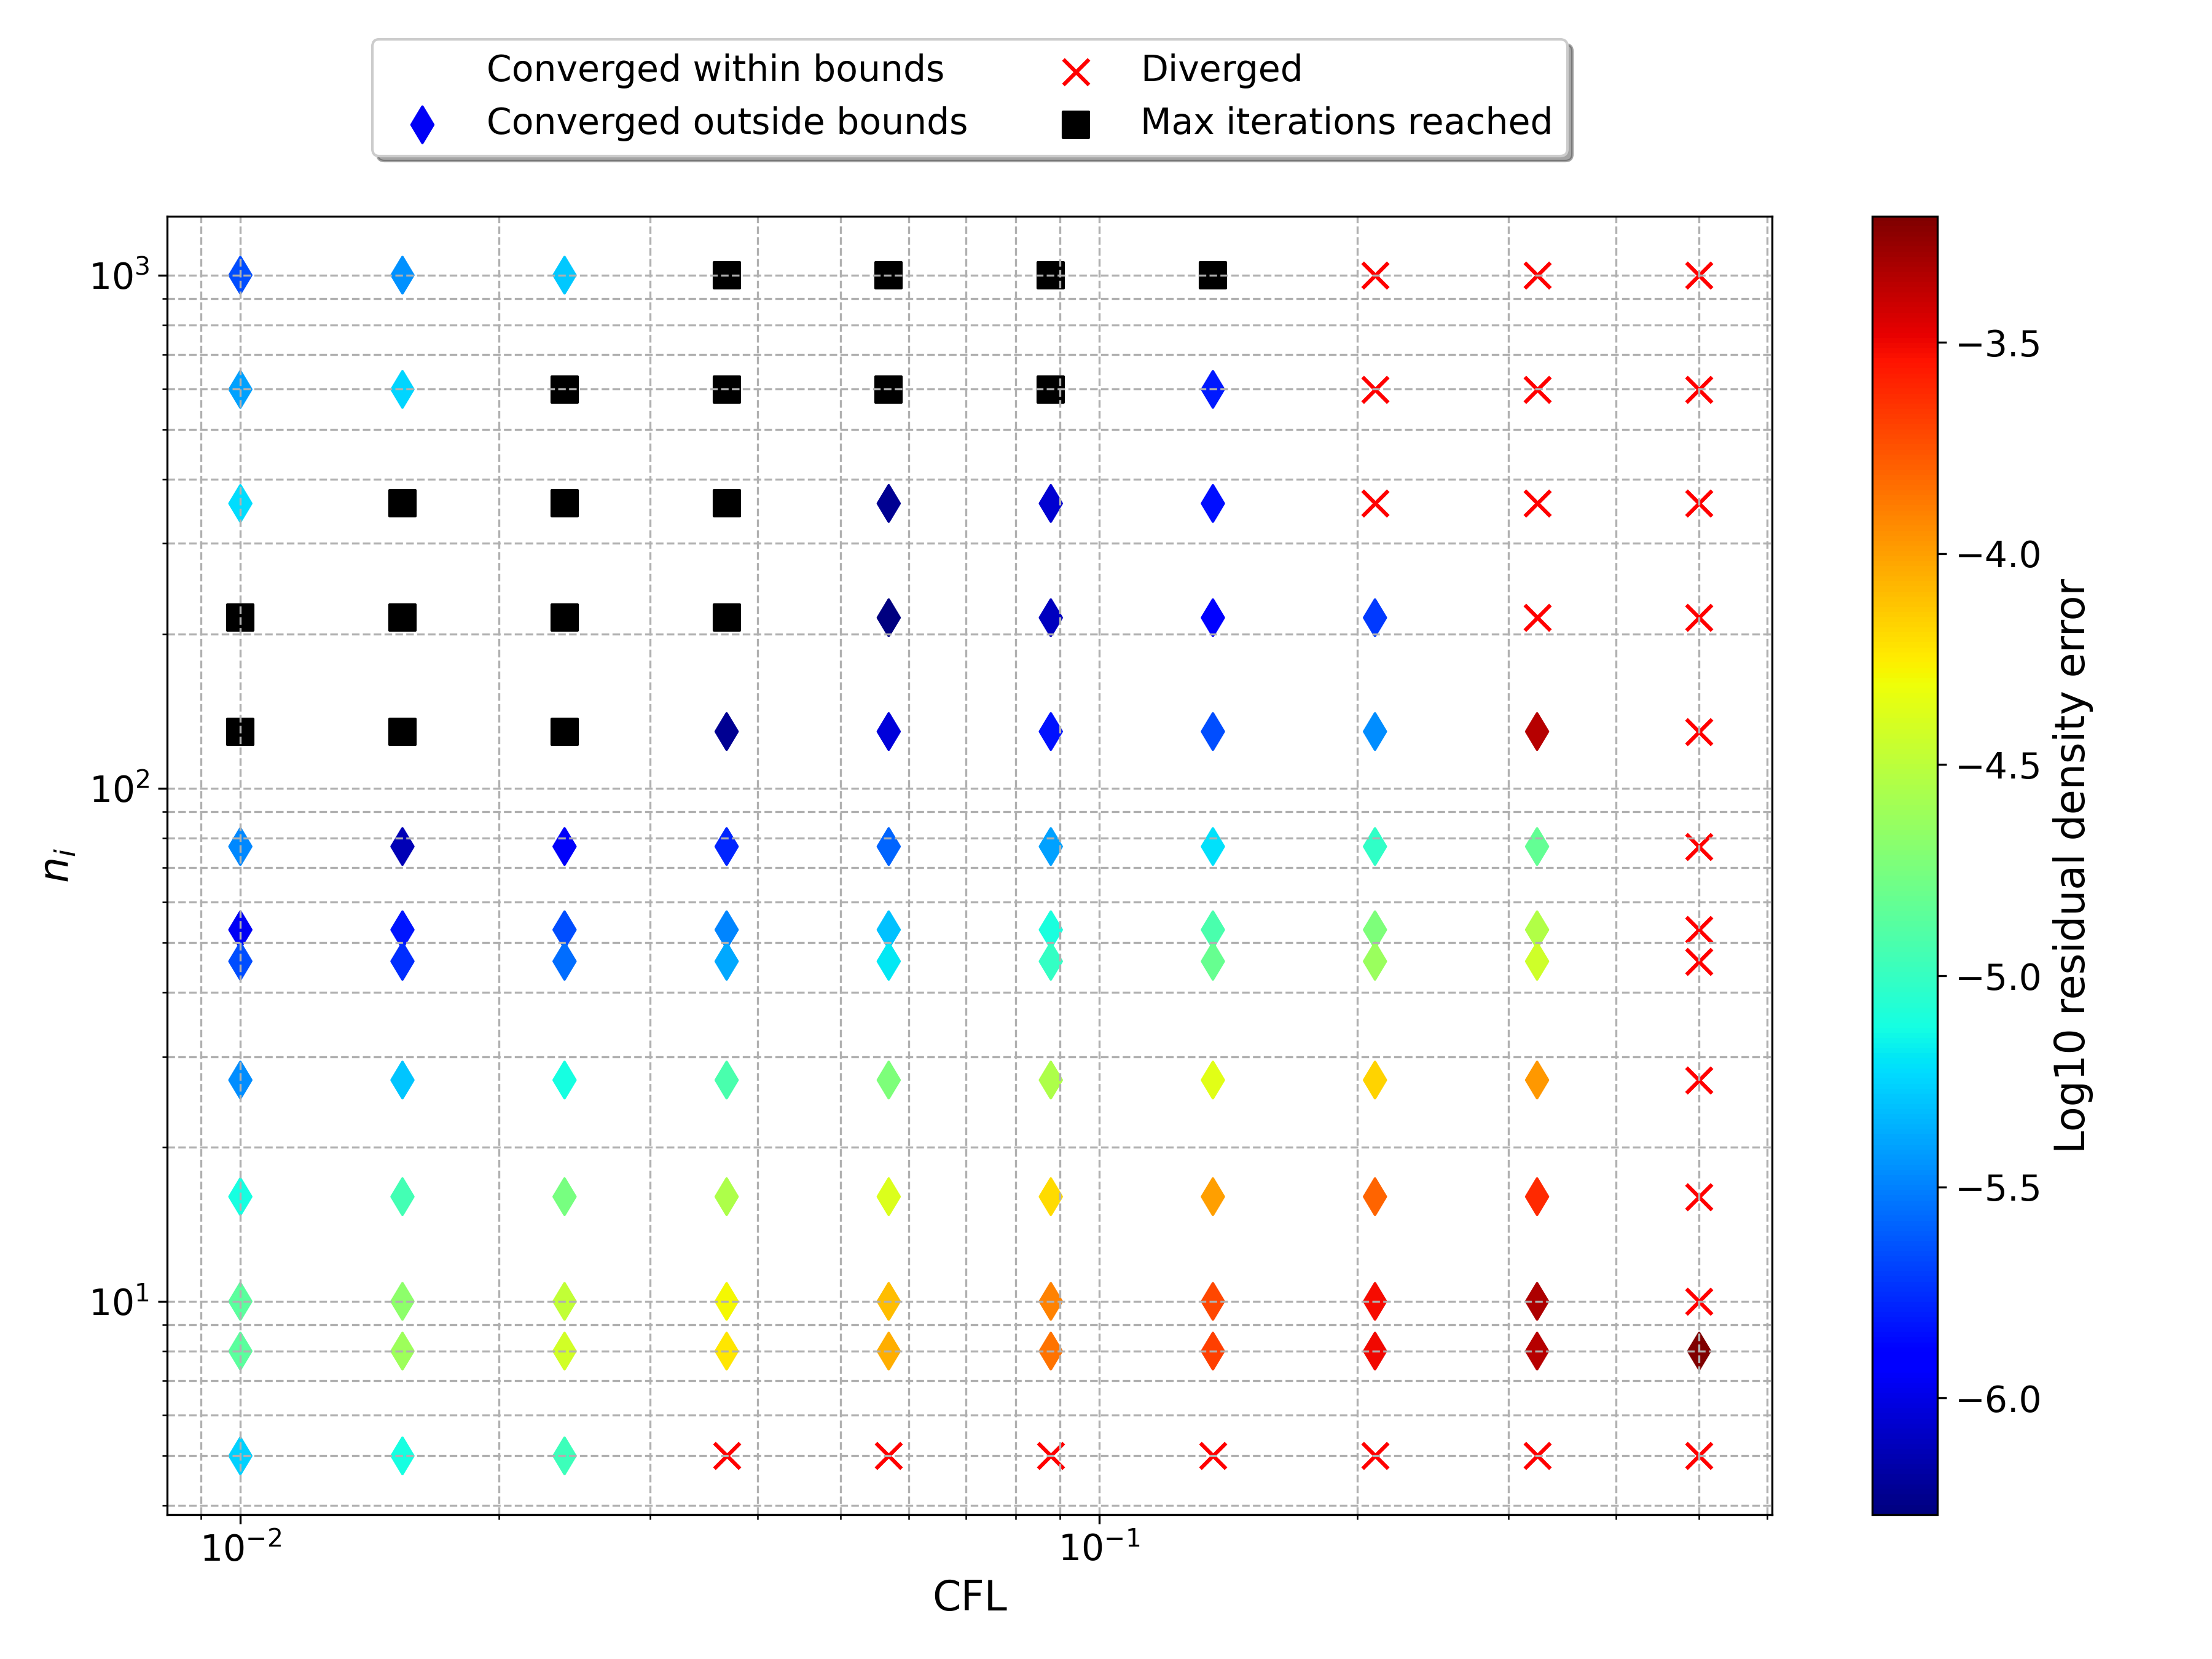 Converged within bounds
Converged outside bounds
Diverged
Max iterations reached
10³
10²
10¹
n_i
10⁻²
10⁻¹
CFL
−3.5
−4.0
−4.5
−5.0
−5.5
−6.0
Log10 residual density error